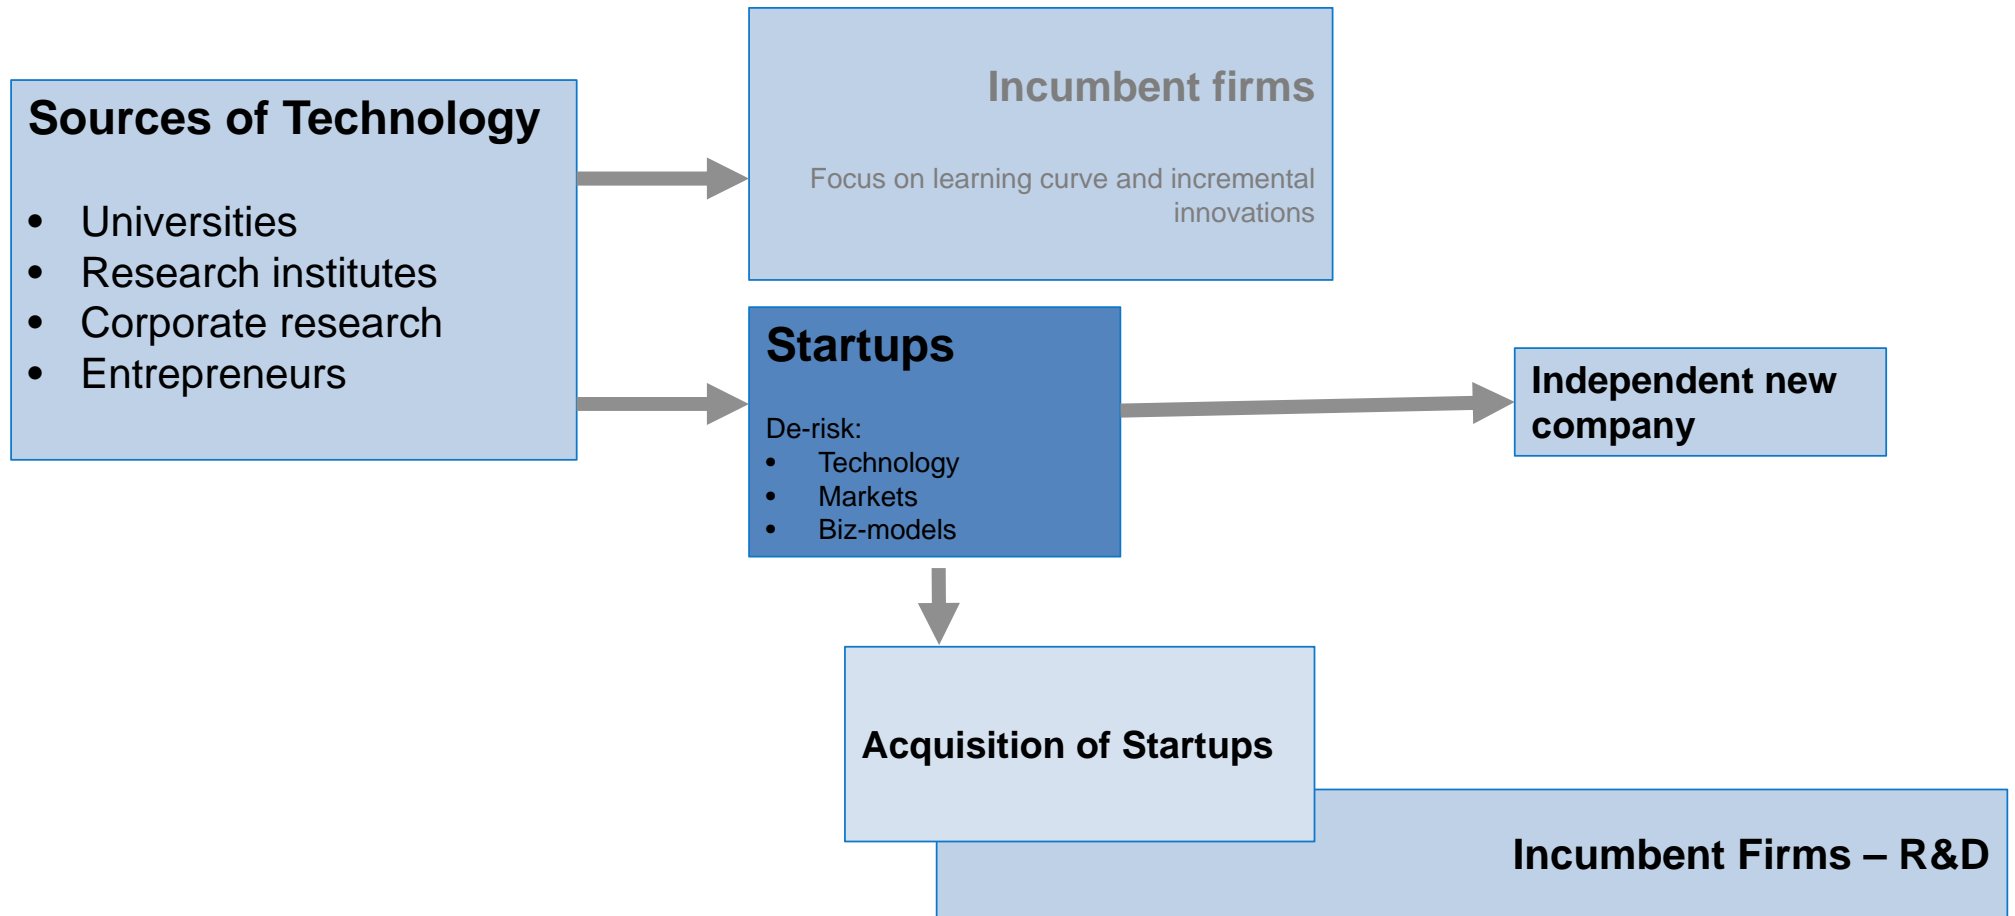 Sources of Technology
• Universities
• Research institutes
• Corporate research
• Entrepreneurs
Incumbent firms
Focus on learning curve and incremental
innovations
Startups
De-risk:
• Technology
• Markets
• Biz-models
Independent new
company
Acquisition of Startups
Incumbent Firms – R&D